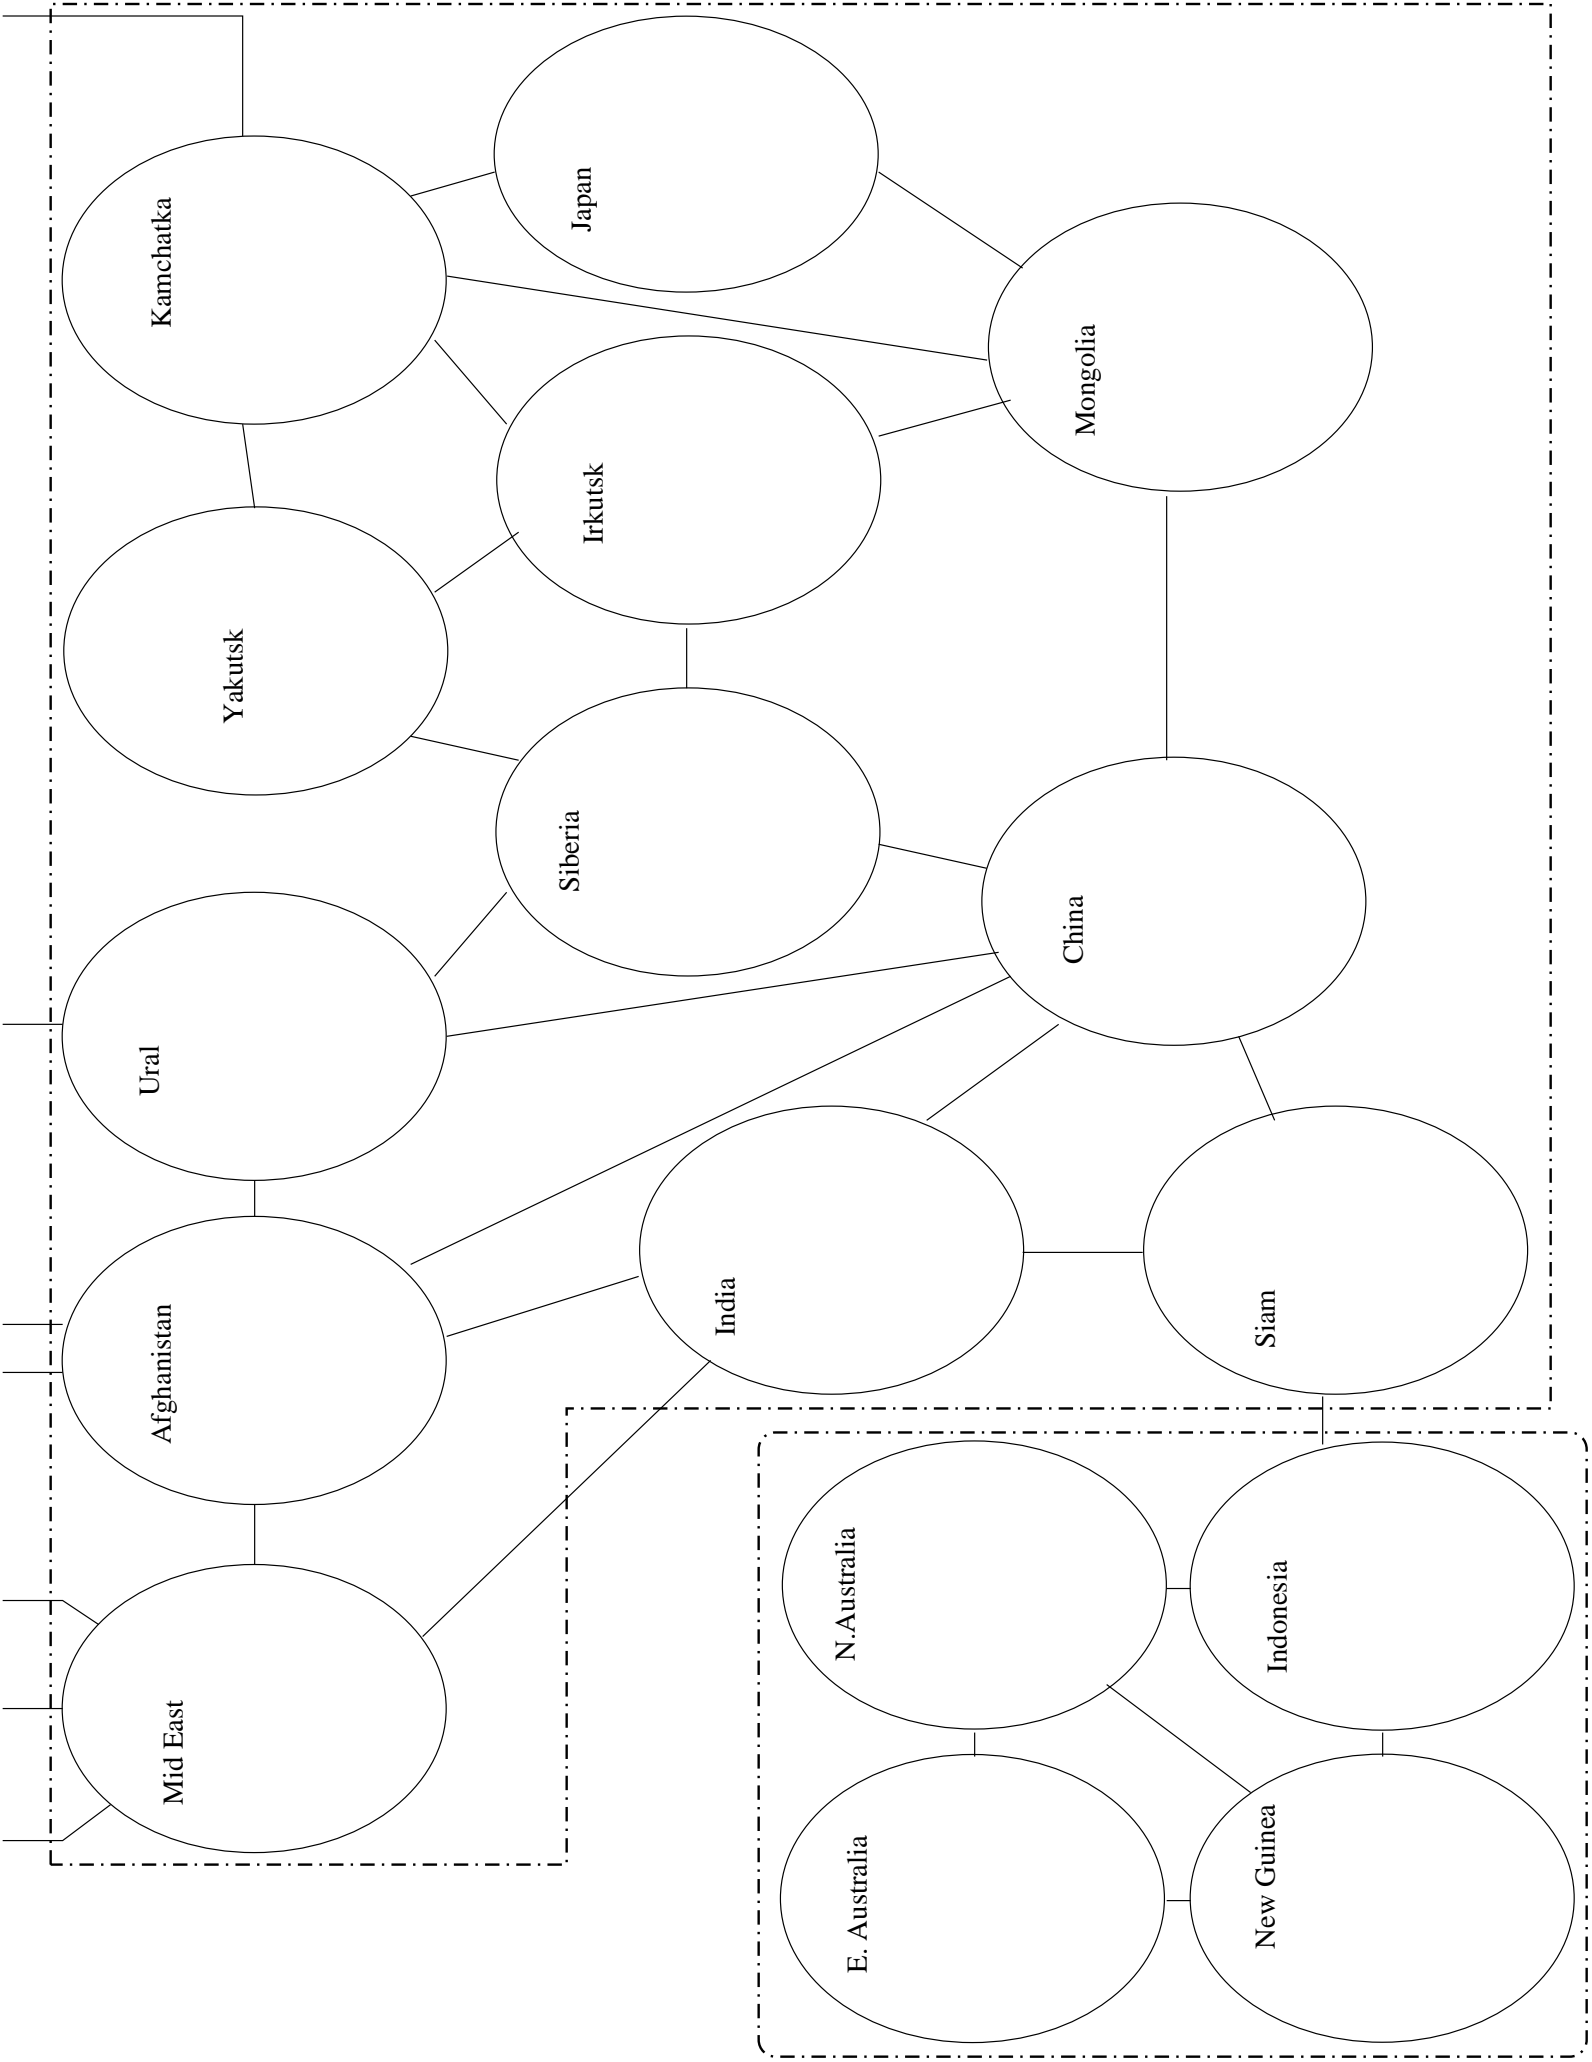 Kamchatka
Japan
Mongolia
Irkutsk
Yakutsk
Siberia
Ural
China
Afghanistan
India
Siam
Mid East
N.Australia
Indonesia
E. Australia
New Guinea